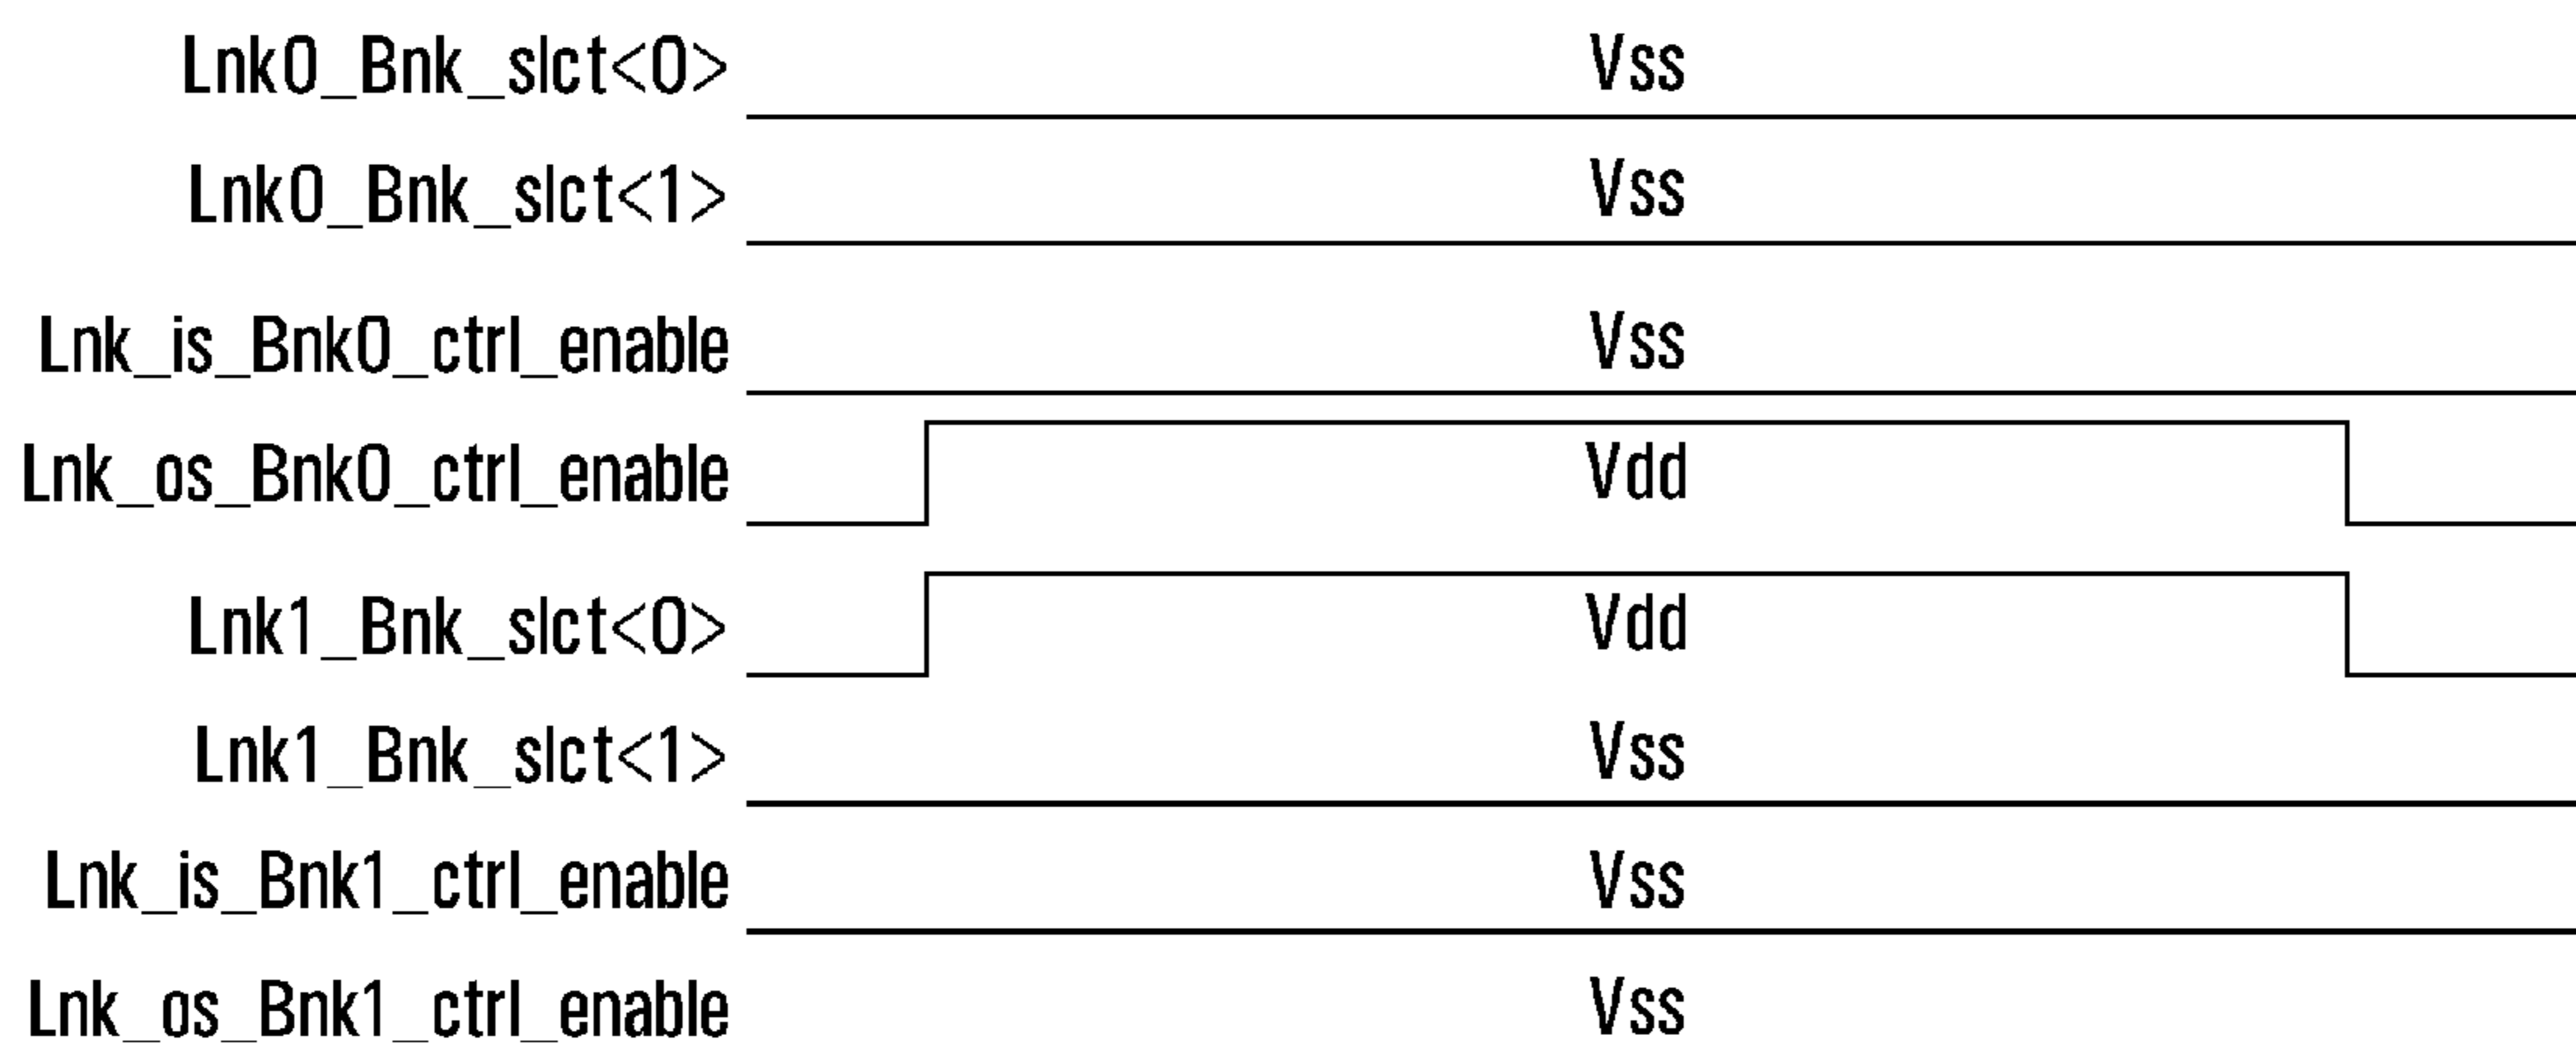 Lnk0_Bnk_slct<0> Vss
Lnk0_Bnk_slct<1> Vss
Lnk_is_Bnk0_ctrl_enable Vss
Lnk_os_Bnk0_ctrl_enable Vdd
Lnk1_Bnk_slct<0> Vdd
Lnk1_Bnk_slct<1> Vss
Lnk_is_Bnk1_ctrl_enable Vss
Lnk_os_Bnk1_ctrl_enable Vss